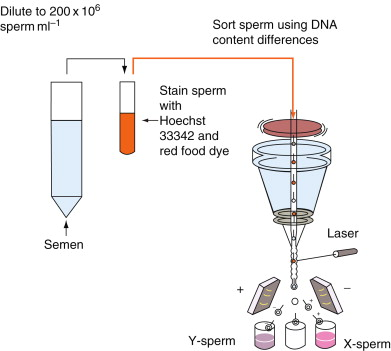 Dilute to 200 x 10⁶
sperm ml⁻¹
Sort sperm using DNA
content differences
Stain sperm
with
Hoechst
33342 and
red food dye
Semen
Laser
+
−
−
+
Y-sperm
X-sperm